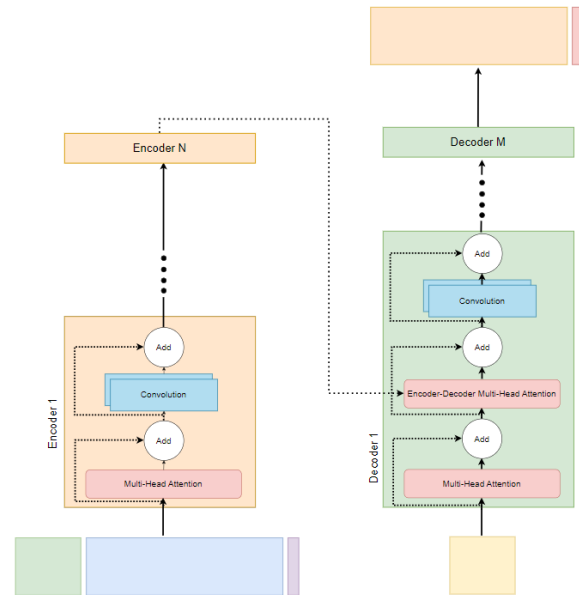 Encoder N
Add
Convolution
Add
Multi-Head Attention
Encoder 1
Decoder M
Add
Convolution
Add
Encoder-Decoder Multi-Head Attention
Add
Multi-Head Attention
Decoder 1